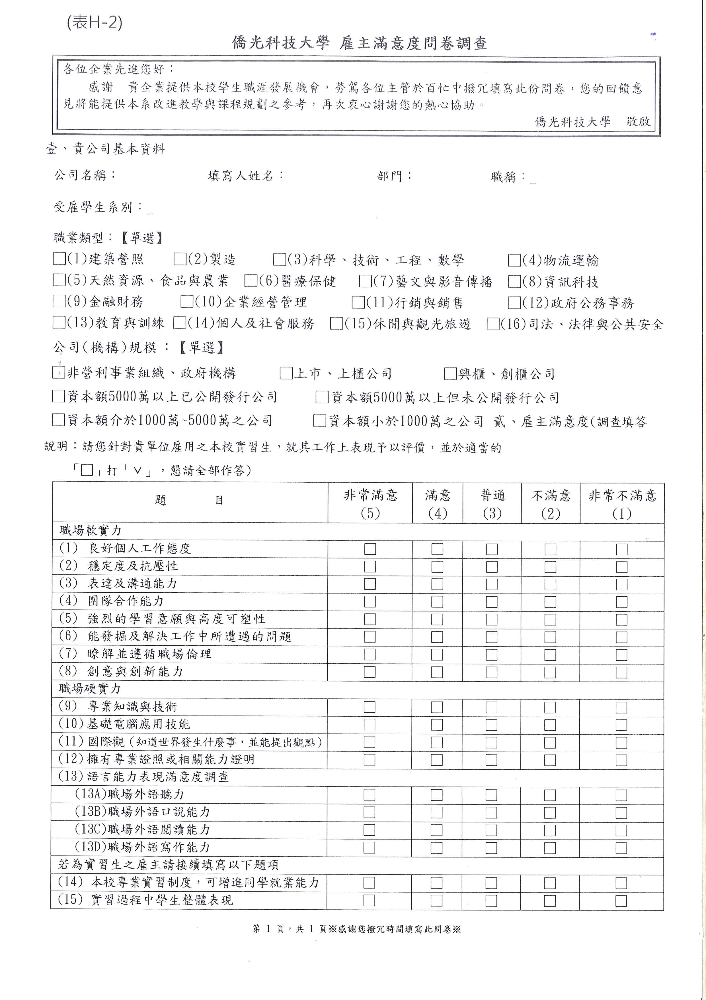 (表H-2)
僑光科技大學 雇主滿意度問卷調查
各位企業先進您好：
感謝　貴企業提供本校學生職涯發展機會，勞駕各位主管於百忙中撥冗填寫此份問卷，您的回饋意
見將能提供本系改進教學與課程規劃之參考，再次衷心謝謝您的熱心協助。
僑光科技大學　敬啟
壹、貴公司基本資料
公司名稱：　填寫人姓名：　部門：　職稱：_
受雇學生系別：_
職業類型：【單選】
□(1)建築營照 □(2)製造 □(3)科學、技術、工程、數學 □(4)物流運輸
□(5)天然資源、食品與農業 □(6)醫療保健 □(7)藝文與影音傳播 □(8)資訊科技
□(9)金融財務 □(10)企業經營管理 □(11)行銷與銷售 □(12)政府公務事務
□(13)教育與訓練 □(14)個人及社會服務 □(15)休閒與觀光旅遊 □(16)司法、法律與公共安全
公司(機構)規模：【單選】
□非營利事業組織、政府機構 □上市、上櫃公司 □興櫃、創櫃公司
□資本額5000萬以上已公開發行公司 □資本額5000萬以上但未公開發行公司
□資本額介於1000萬~5000萬之公司 □資本額小於1000萬之公司 貳、雇主滿意度(調查填答
說明：請您針對貴單位雇用之本校實習生，就其工作上表現予以評價，並於適當的
「□」打「∨」，懇請全部作答)
題　目 非常滿意 滿意 普通 不滿意 非常不滿意
(5) (4) (3) (2) (1)
職場軟實力
(1) 良好個人工作態度 □ □ □ □ □
(2) 穩定度及抗壓性 □ □ □ □ □
(3) 表達及溝通能力 □ □ □ □ □
(4) 團隊合作能力 □ □ □ □ □
(5) 強烈的學習意願與高度可塑性 □ □ □ □ □
(6) 能發掘及解決工作中所遭遇的問題 □ □ □ □ □
(7) 瞭解並遵循職場倫理 □ □ □ □ □
(8) 創意與創新能力 □ □ □ □ □
職場硬實力
(9) 專業知識與技術 □ □ □ □ □
(10)基礎電腦應用技能 □ □ □ □ □
(11)國際觀（知道世界發生什麼事，並能提出觀點） □ □ □ □ □
(12)擁有專業證照或相關能力證明 □ □ □ □ □
(13)語言能力表現滿意度調查
(13A)職場外語聽力 □ □ □ □ □
(13B)職場外語口說能力 □ □ □ □ □
(13C)職場外語閱讀能力 □ □ □ □ □
(13D)職場外語寫作能力 □ □ □ □ □
若為實習生之雇主請接續填寫以下題項
(14) 本校專業實習制度，可增進同學就業能力 □ □ □ □ □
(15) 實習過程中學生整體表現 □ □ □ □ □
第 1 頁，共 1 頁※感謝您撥冗時間填寫此問卷※